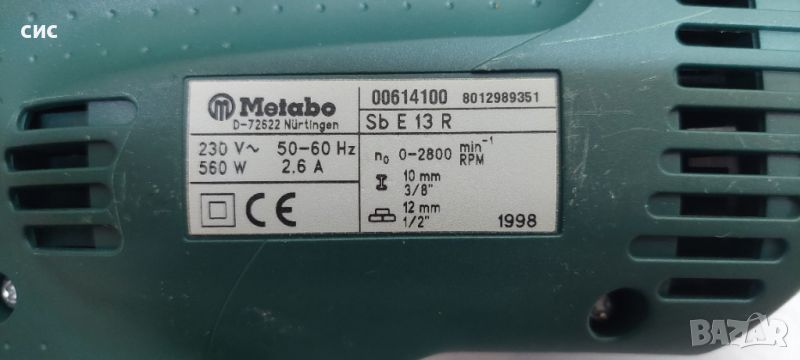 сис
Metabo
D-72622 Nürtingen
230 V~ 50-60 Hz
560 W 2.6 A
CE
00614100 8012989351
Sb E 13 R
n₀ 0-2800 min⁻¹
RPM
10 mm
3/8"
12 mm
1/2"
1998
BAZAR